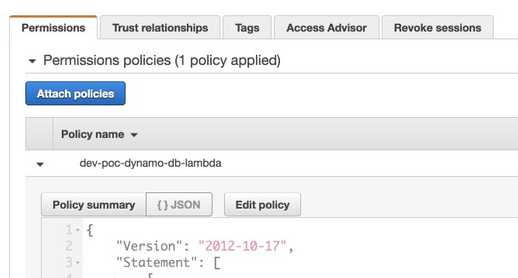 Permissions Trust relationships Tags Access Advisor Revoke sessions
Permissions policies (1 policy applied)
Attach policies
Policy name
dev-poc-dynamo-db-lambda
Policy summary { } JSON Edit policy
1 {
2 "Version": "2012-10-17",
3 "Statement": [